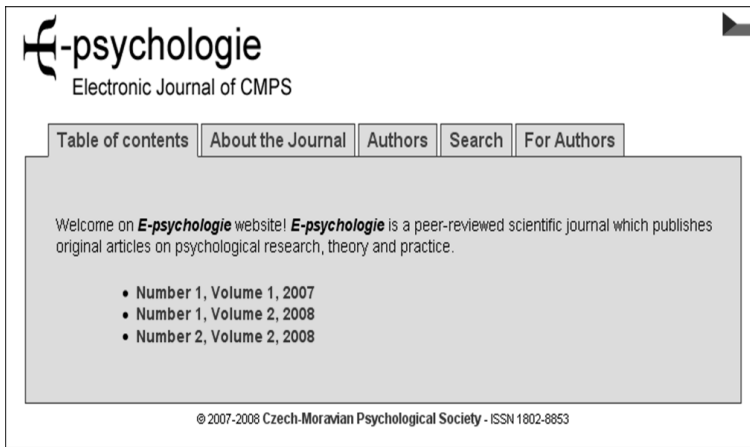 -psychologie
Electronic Journal of CMPS
Table of contents About the Journal Authors Search For Authors
Welcome on E-psychologie website! E-psychologie is a peer-reviewed scientific journal which publishes
original articles on psychological research, theory and practice.
• Number 1, Volume 1, 2007
• Number 1, Volume 2, 2008
• Number 2, Volume 2, 2008
© 2007-2008 Czech-Moravian Psychological Society - ISSN 1802-8853